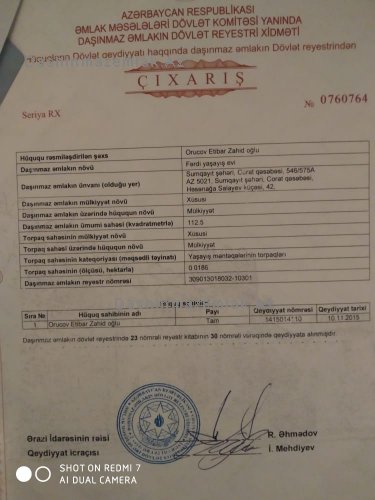 AZƏRBAYCAN RESPUBLİKASI
ƏMLAK MƏSƏLƏLƏRİ DÖVLƏT KOMİTƏSİ YANINDA
DAŞINMAZ ƏMLAKIN DÖVLƏT REYESTRİ XİDMƏTİ
Hüquqların Dövlət qeydiyyatı haqqında daşınmaz əmlakın Dövlət reyestrindən
ÇIXARIŞ
Seriya RX
№ 0760764
Hüququ rəsmiləşdirilən şəxs Orucov Etibar Zahid oğlu
Daşınmaz əmlakın növü Fərdi yaşayış evi
Daşınmaz əmlakın ünvanı (olduğu yer) Sumqayıt şəhəri, Corat qəsəbəsi, 546/575A
AZ 5021, Sumqayıt şəhəri, Corat qəsəbəsi,
Həsənağa Salayev küçəsi, 42,
Daşınmaz əmlakın mülkiyyət növü Xüsusi
Daşınmaz əmlakın üzərində hüququn növü Mülkiyyət
Daşınmaz əmlakın ümumi sahəsi (kvadratmetrlə) 112.5
Torpaq sahəsinin mülkiyyət növü Xüsusi
Torpaq sahəsi üzərində hüququn növü Mülkiyyət
Torpaq sahəsinin kateqoriyası (məqsədli təyinatı) Yaşayış məntəqələrinin torpaqları
Torpaq sahəsinin (ölçüsü, hektarla) 0.0186
Daşınmaz əmlakın reyestr nömrəsi 309013018032-10301
Sıra № Hüquq sahibinin adı Payı Qeydiyyat nömrəsi Qeydiyyat tarixi
1 Orucov Etibar Zahid oğlu Tam 10.11.2015
Daşınmaz əmlakın dövlət reyestrinin 23 nömrəli reyestr kitabının 30 nömrəli vərəqində qeydiyyata alınmışdır.
Ərazi İdarəsinin rəisi R. Əhmədov
Qeydiyyat icraçısı İ. Mehdiyev
SHOT ON REDMI 7
AI DUAL CAMERA